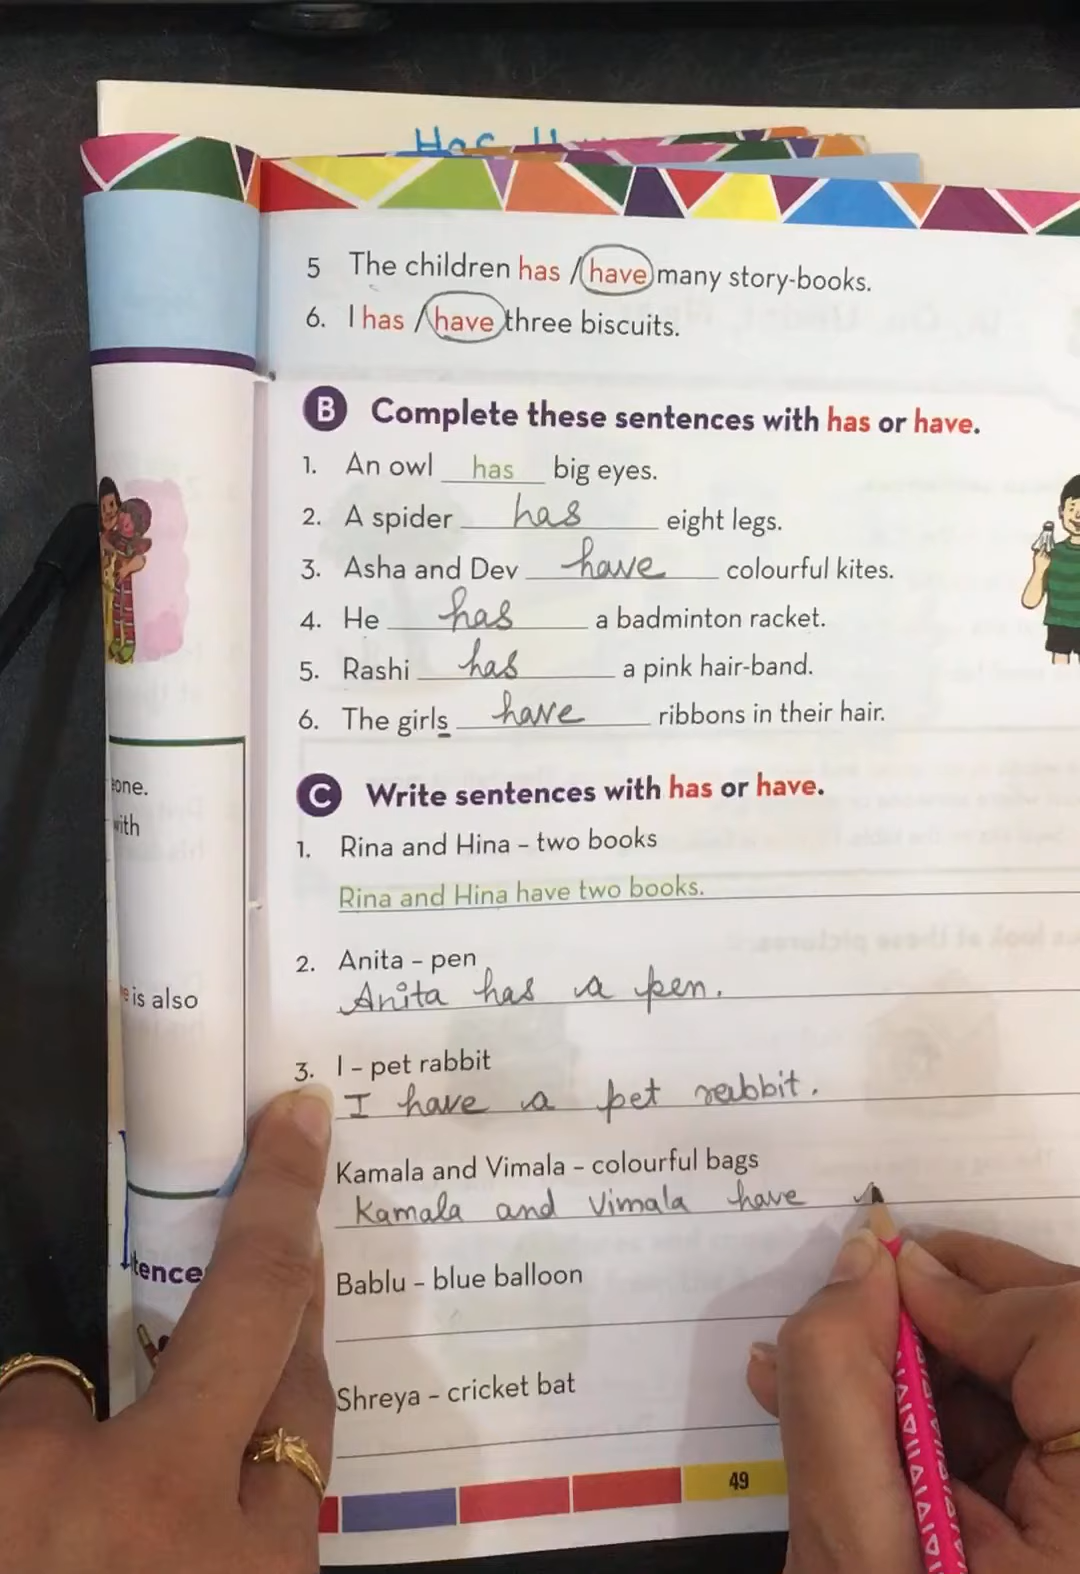 5 The children has / have many story-books.
6. I has / have three biscuits.
B Complete these sentences with has or have.
1. An owl has big eyes.
2. A spider has eight legs.
3. Asha and Dev have colourful kites.
4. He has a badminton racket.
5. Rashi has a pink hair-band.
6. The girls have ribbons in their hair.
C Write sentences with has or have.
1. Rina and Hina – two books
Rina and Hina have two books.
2. Anita – pen
Anita has a pen.
3. I – pet rabbit
I have a pet rabbit.
Kamala and Vimala – colourful bags
Kamala and Vimala have
Bablu – blue balloon
Shreya – cricket bat
49
is also